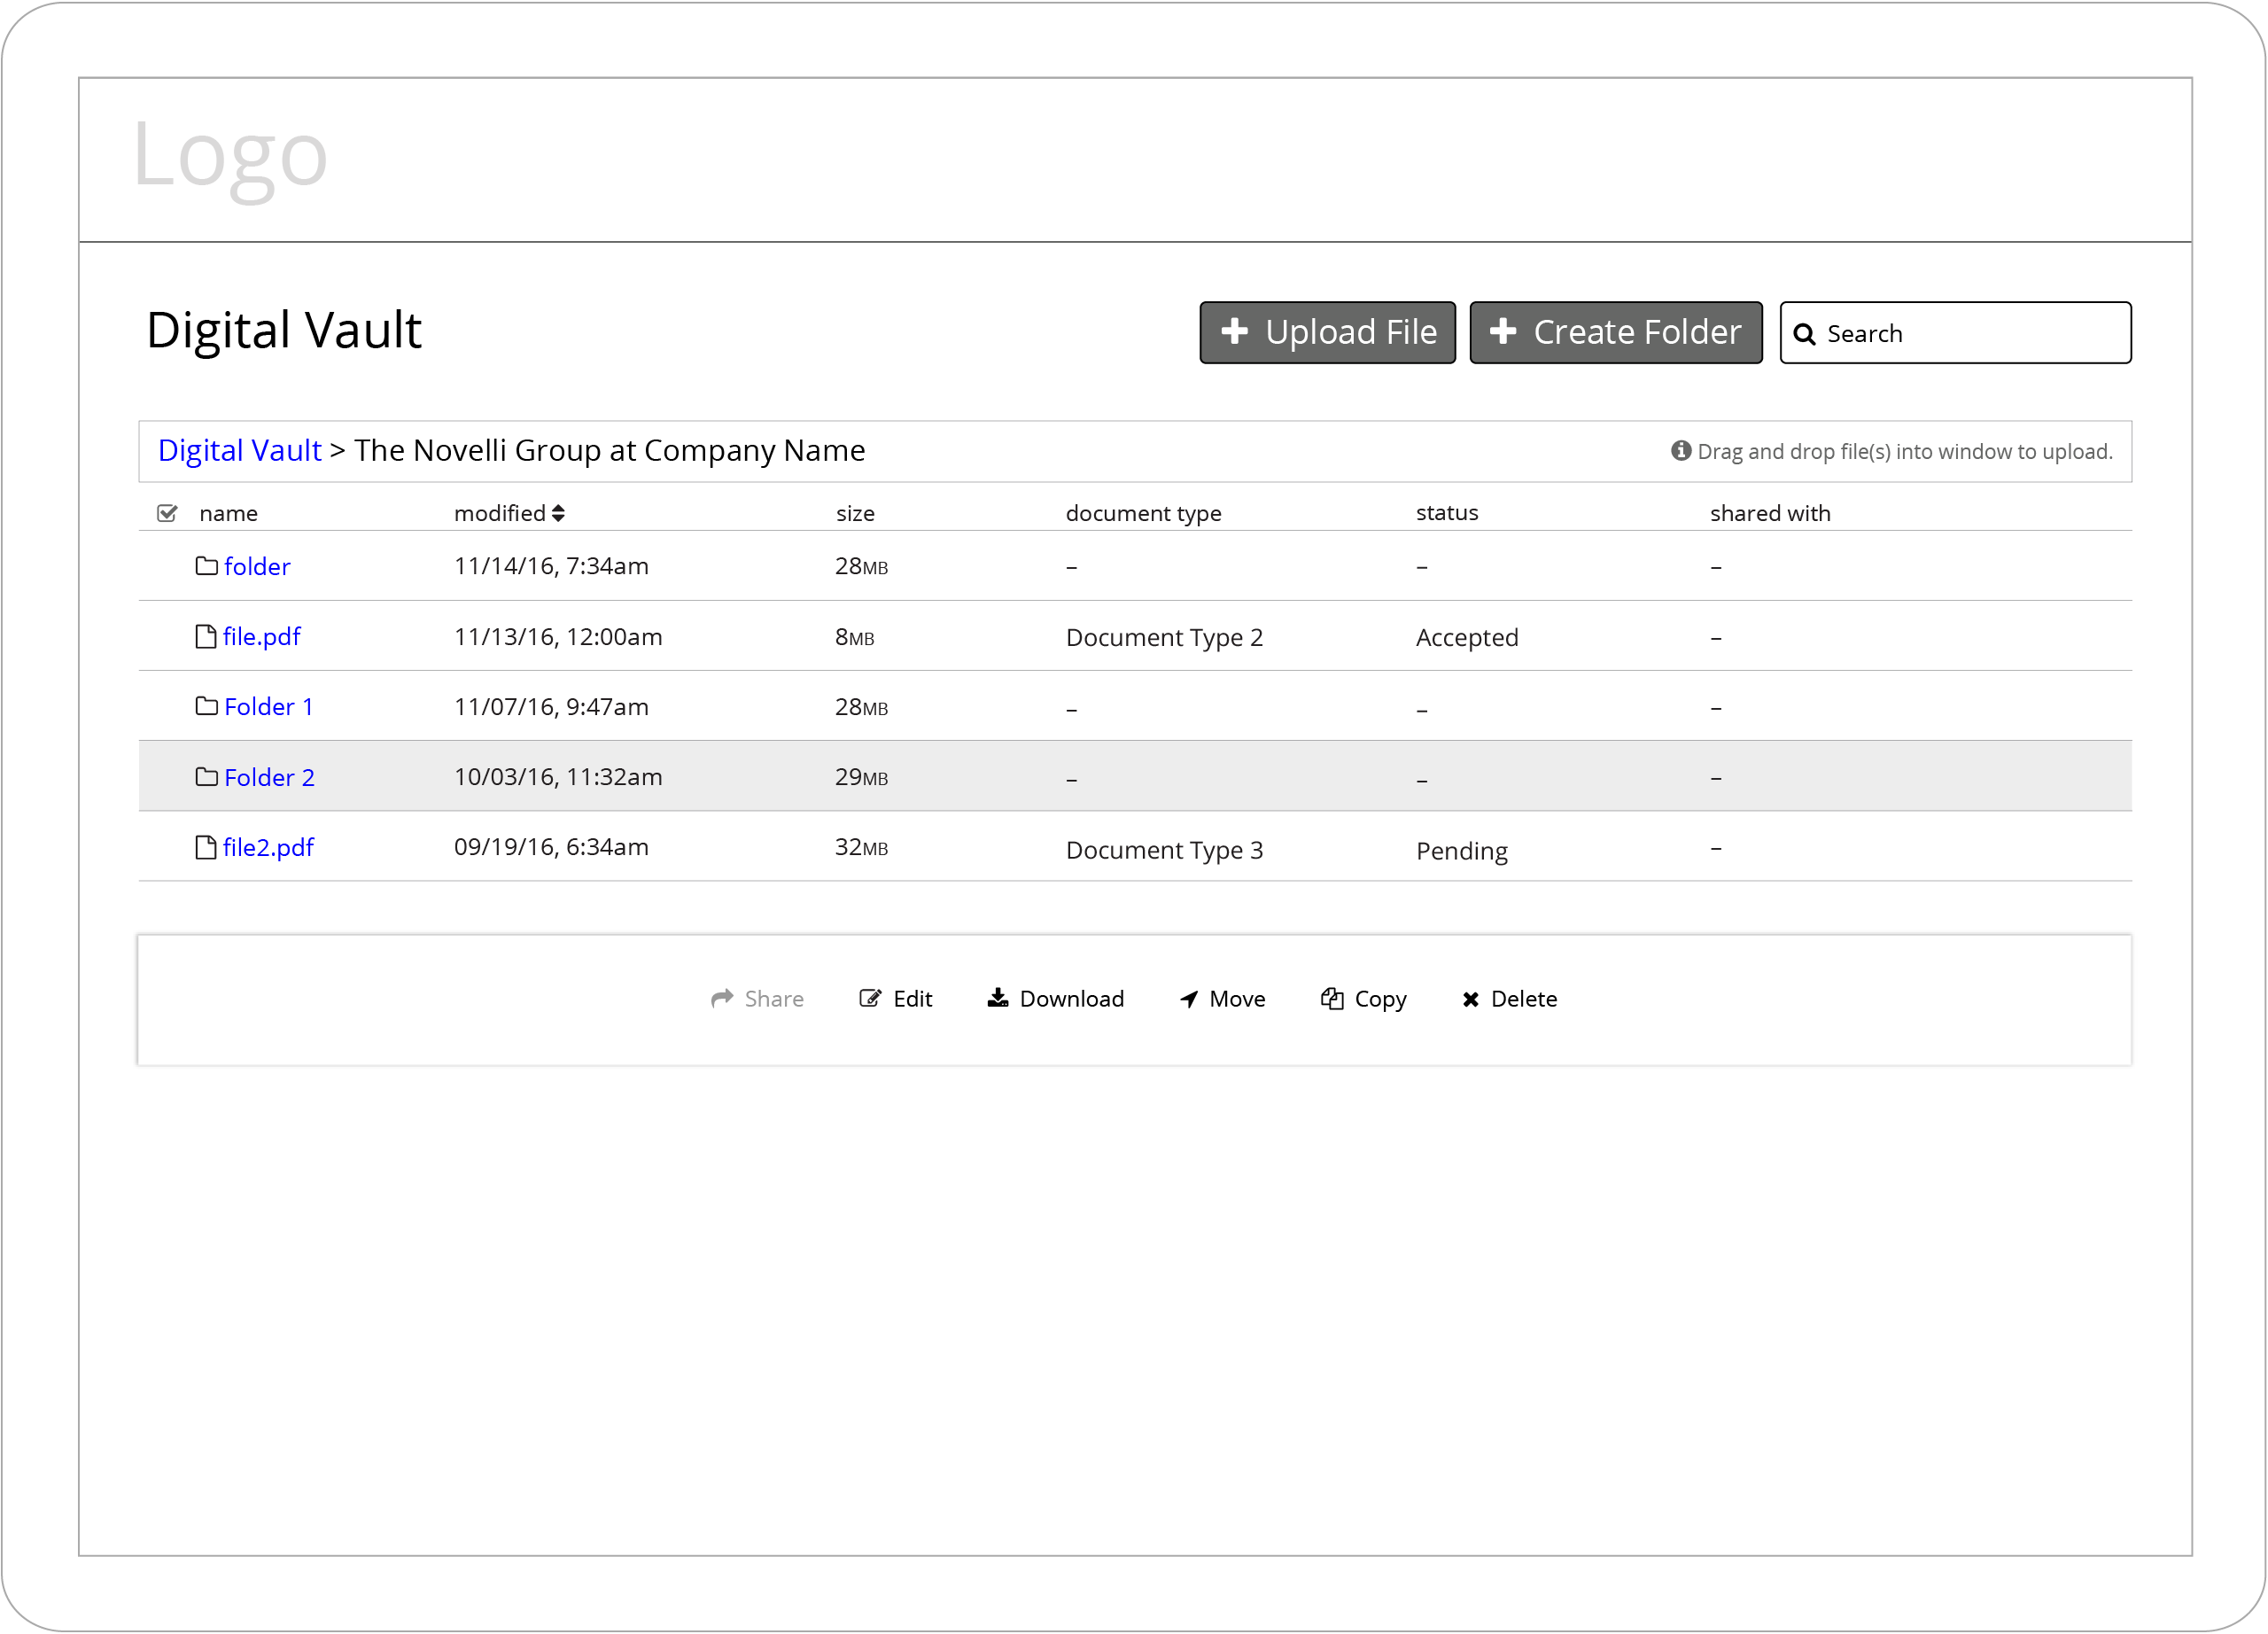 Logo
Digital Vault
Upload File Create Folder Search
Digital Vault > The Novelli Group at Company Name Drag and drop file(s) into window to upload.
name modified size document type status shared with
folder 11/14/16, 7:34am 28MB – – –
file.pdf 11/13/16, 12:00am 8MB Document Type 2 Accepted –
Folder 1 11/07/16, 9:47am 28MB – – –
Folder 2 10/03/16, 11:32am 29MB – – –
file2.pdf 09/19/16, 6:34am 32MB Document Type 3 Pending –
Share Edit Download Move Copy Delete